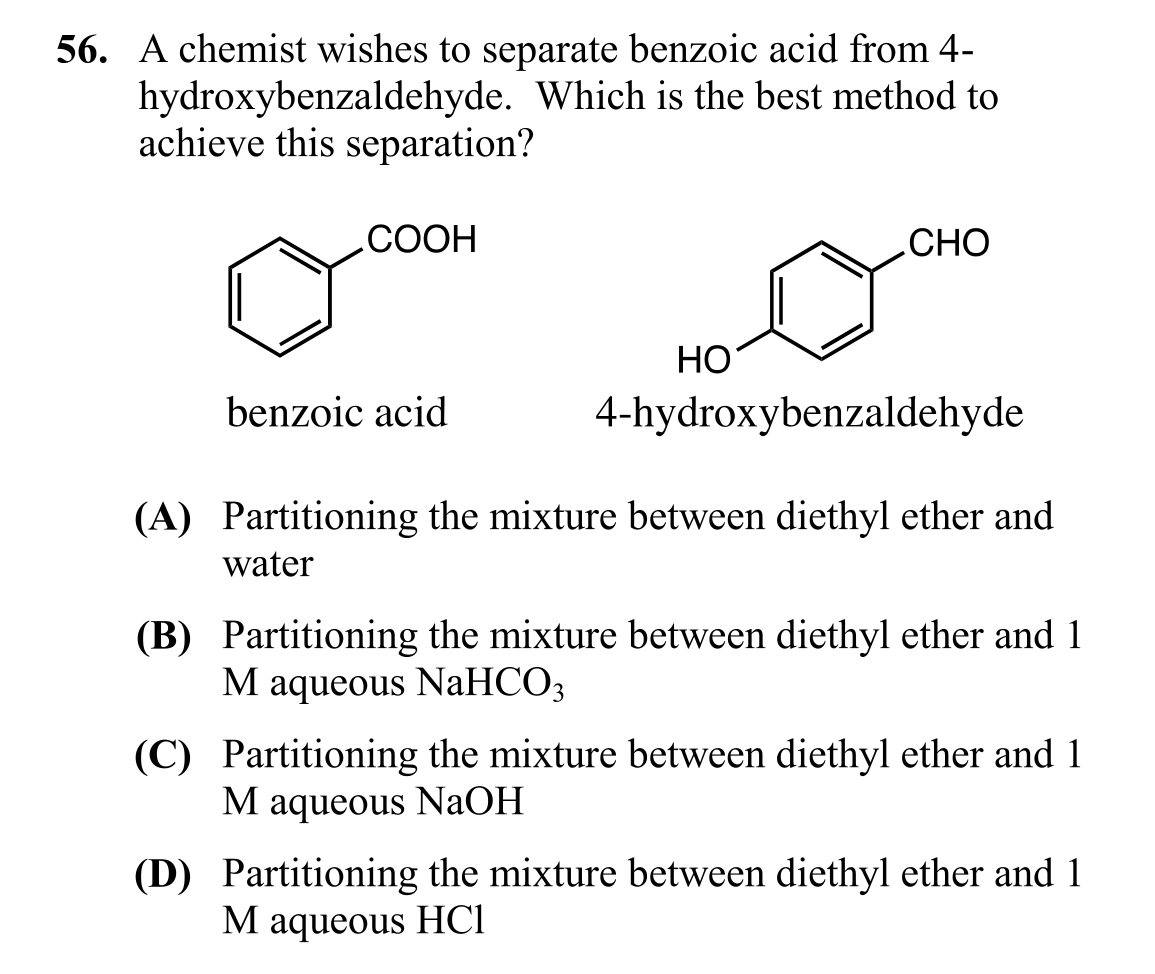 56. A chemist wishes to separate benzoic acid from 4-
hydroxybenzaldehyde. Which is the best method to
achieve this separation?
COOH
CHO
HO
benzoic acid
4-hydroxybenzaldehyde
(A) Partitioning the mixture between diethyl ether and
water
(B) Partitioning the mixture between diethyl ether and 1
M aqueous NaHCO₃
(C) Partitioning the mixture between diethyl ether and 1
M aqueous NaOH
(D) Partitioning the mixture between diethyl ether and 1
M aqueous HCl